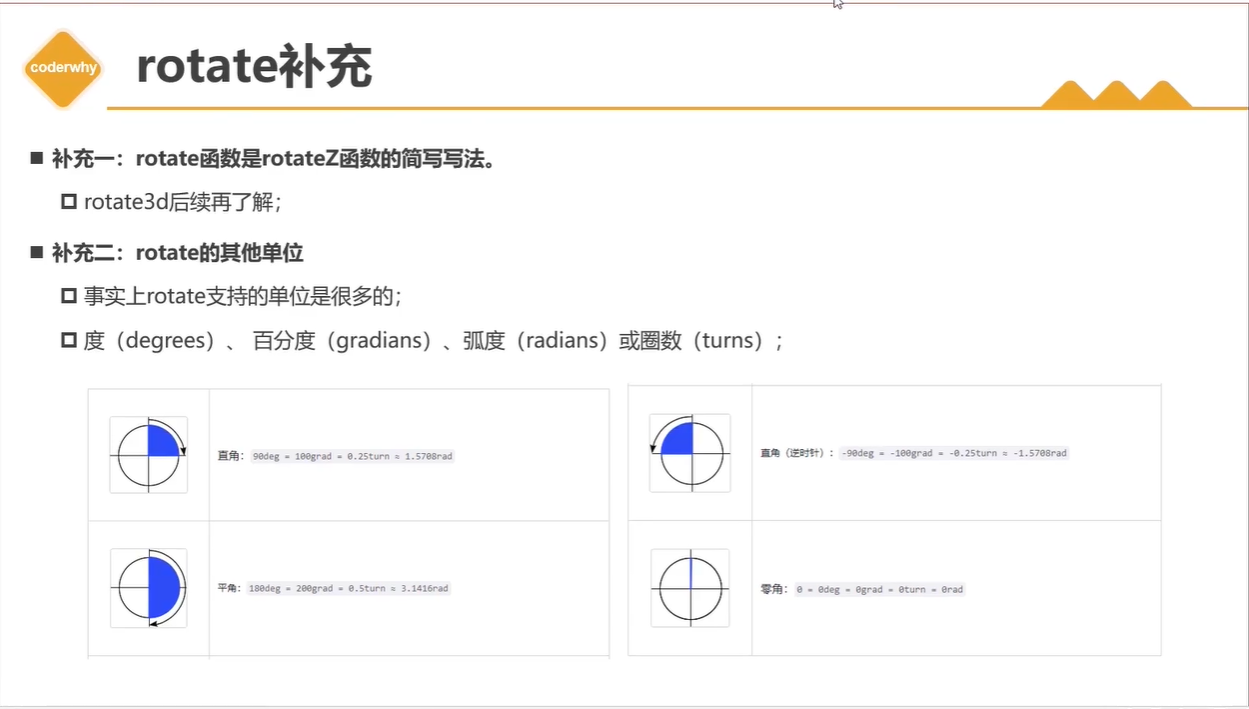 coderwhy
rotate补充
补充一：rotate函数是rotateZ函数的简写写法。
rotate3d后续再了解；
补充二：rotate的其他单位
事实上rotate支持的单位是很多的；
度（degrees）、 百分度（gradians）、弧度（radians）或圈数（turns）；
直角： 90deg = 100grad = 0.25turn ≈ 1.5708rad
平角： 180deg = 200grad = 0.5turn ≈ 3.1416rad
直角（逆时针）： -90deg = -100grad = -0.25turn ≈ -1.5708rad
零角： 0 = 0deg = 0grad = 0turn = 0rad